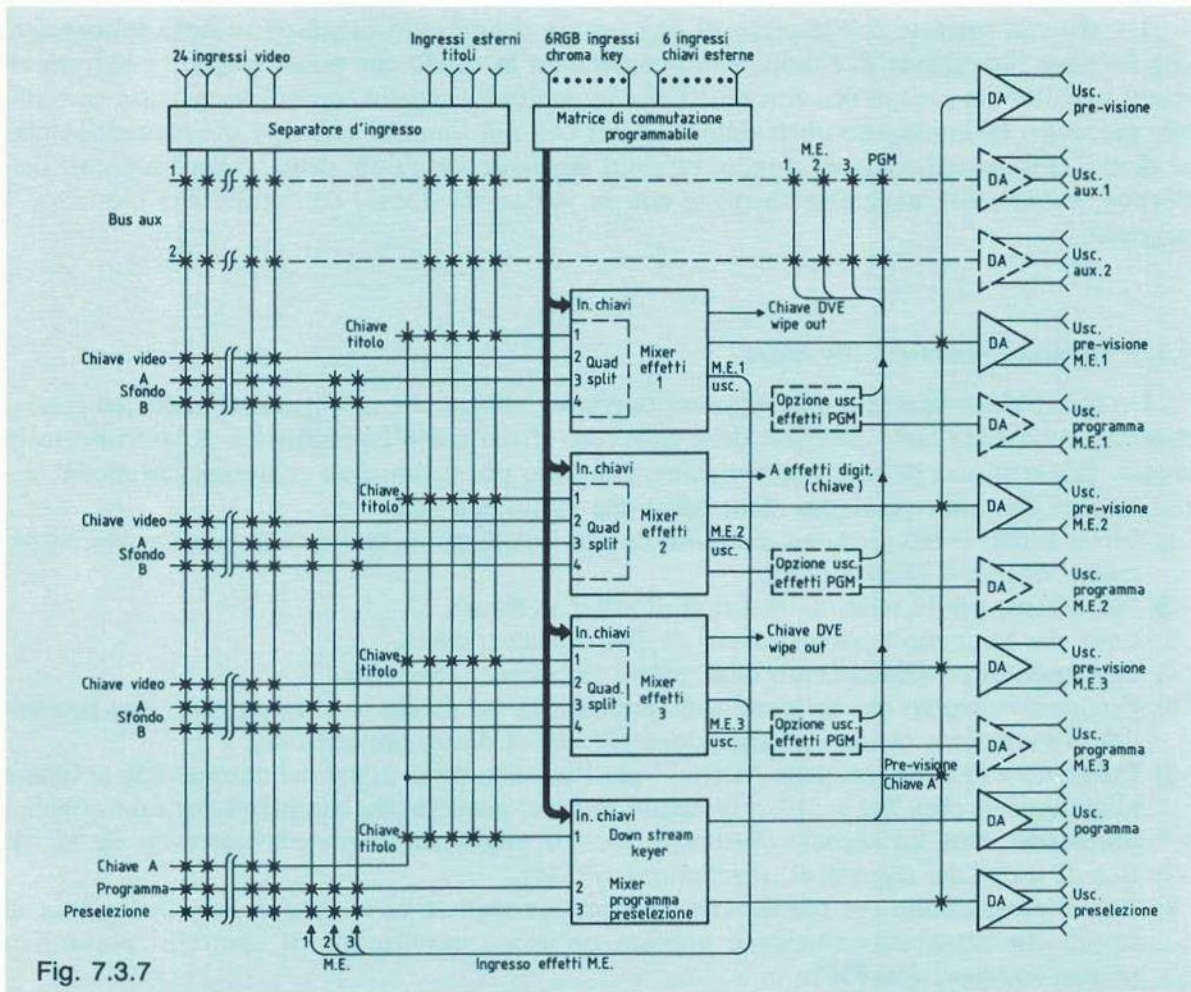 24 ingressi video
Ingressi esterni
titoli
6RGB ingressi
chroma key
6 ingressi
chiavi esterne
Separatore d'ingresso
Matrice di commutazione
programmabile
1
Bus aux
2
M.E.
1 2 3 PGM
DA
Usc.
pre-visione
DA
Usc.
aux.1
DA
Usc.
aux.2
In. chiavi
Chiave
titolo
1
Chiave video
2
A
Sfondo
B
3
4
Quad
split
Mixer
effetti
1
Chiave DVE
wipe out
M.E.1
usc.
Opzione usc.
effetti PGM
DA
Usc.
pre-visione
M.E.1
DA
Usc.
programma
M.E.1
In. chiavi
Chiave
titolo
1
Chiave video
2
A
Sfondo
B
3
4
Quad
split
Mixer
effetti
2
A effetti digit.
(chiave)
M.E.2
usc.
Opzione usc.
effetti PGM
DA
Usc.
pre-visione
M.E.2
DA
Usc.
programma
M.E.2
In. chiavi
Chiave
titolo
1
Chiave video
2
A
Sfondo
B
3
4
Quad.
split
Mixer
effetti
3
Chiave DVE
wipe out
M.E.3
usc.
Opzione usc.
effetti PGM
DA
Usc.
pre-visione
M.E.3
DA
Usc.
programma
M.E.3
Pre-visione
Chiave A
In. chiavi
Chiave
titolo
1
Down stream
keyer
Chiave A
Programma
2
Preselezione
3
Mixer
programma
preselezione
DA
Usc.
pogramma
DA
Usc.
preselezione
1 2 3
M.E.
Ingresso effetti M.E.
Fig. 7.3.7